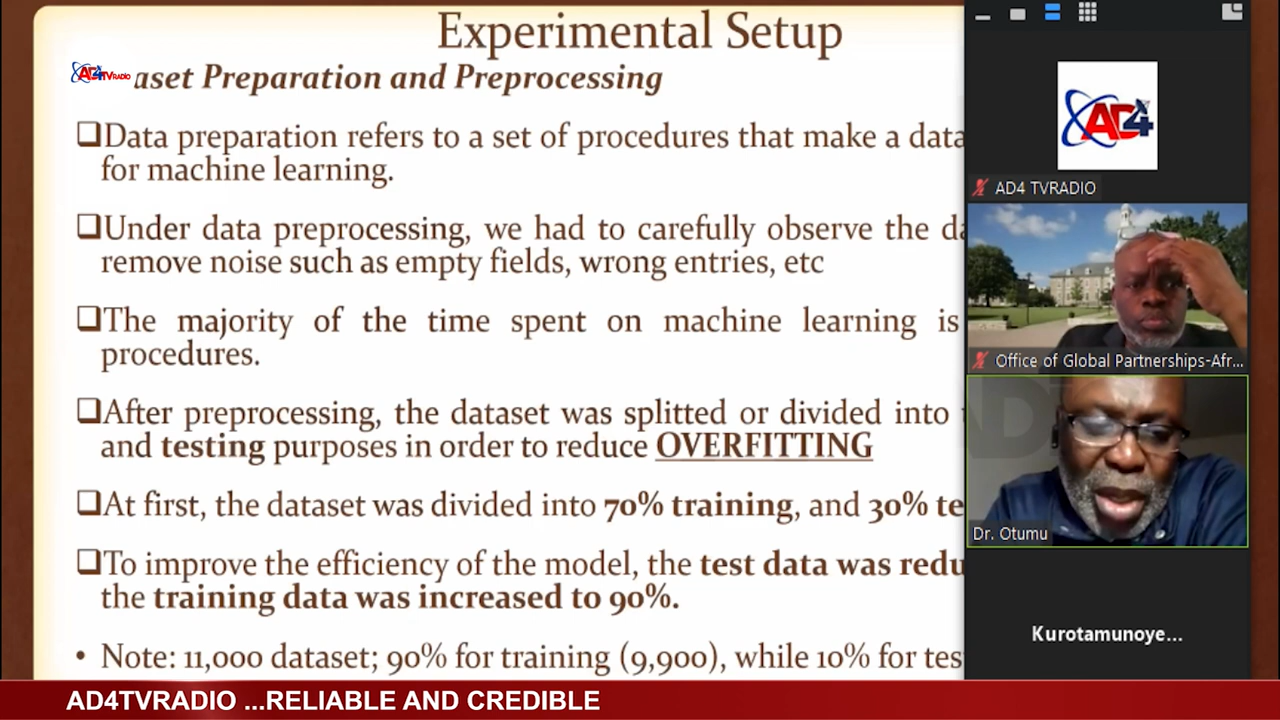 Experimental Setup
AD4 TV RADIO
aset Preparation and Preprocessing
❑Data preparation refers to a set of procedures that make a data
for machine learning.
❑Under data preprocessing, we had to carefully observe the da
remove noise such as empty fields, wrong entries, etc
❑The majority of the time spent on machine learning is
procedures.
❑After preprocessing, the dataset was splitted or divided into
and testing purposes in order to reduce OVERFITTING
❑At first, the dataset was divided into 70% training, and 30% te
❑To improve the efficiency of the model, the test data was redu
the training data was increased to 90%.
• Note: 11,000 dataset; 90% for training (9,900), while 10% for tes
AD4
AD4 TVRADIO
Office of Global Partnerships-Afr...
AD
Dr. Otumu
Kurotamunoye...
AD4TVRADIO ...RELIABLE AND CREDIBLE